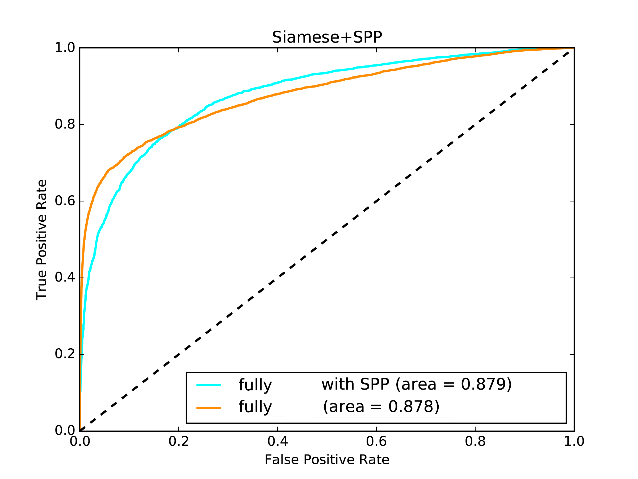 Siamese+SPP
1.0
0.8
0.6
0.4
0.2
0.0
True Positive Rate
fully with SPP (area = 0.879)
fully (area = 0.878)
0.0 0.2 0.4 0.6 0.8 1.0
False Positive Rate